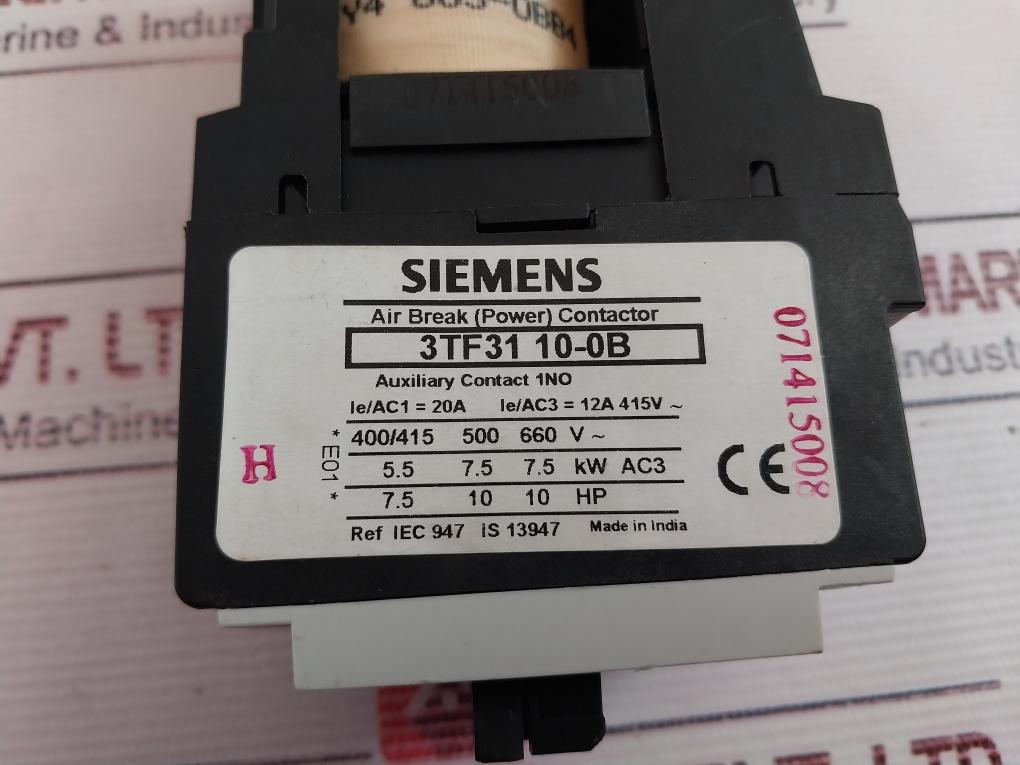 071415008
SIEMENS
Air Break (Power) Contactor
3TF31 10-0B
Auxiliary Contact 1NO
Ie/AC1 = 20A Ie/AC3 = 12A 415V ~
400/415 500 660 V ~
5.5 7.5 7.5 kW AC3
7.5 10 10 HP
Ref IEC 947 IS 13947 Made in India
* E01 *
H
CE
071415008